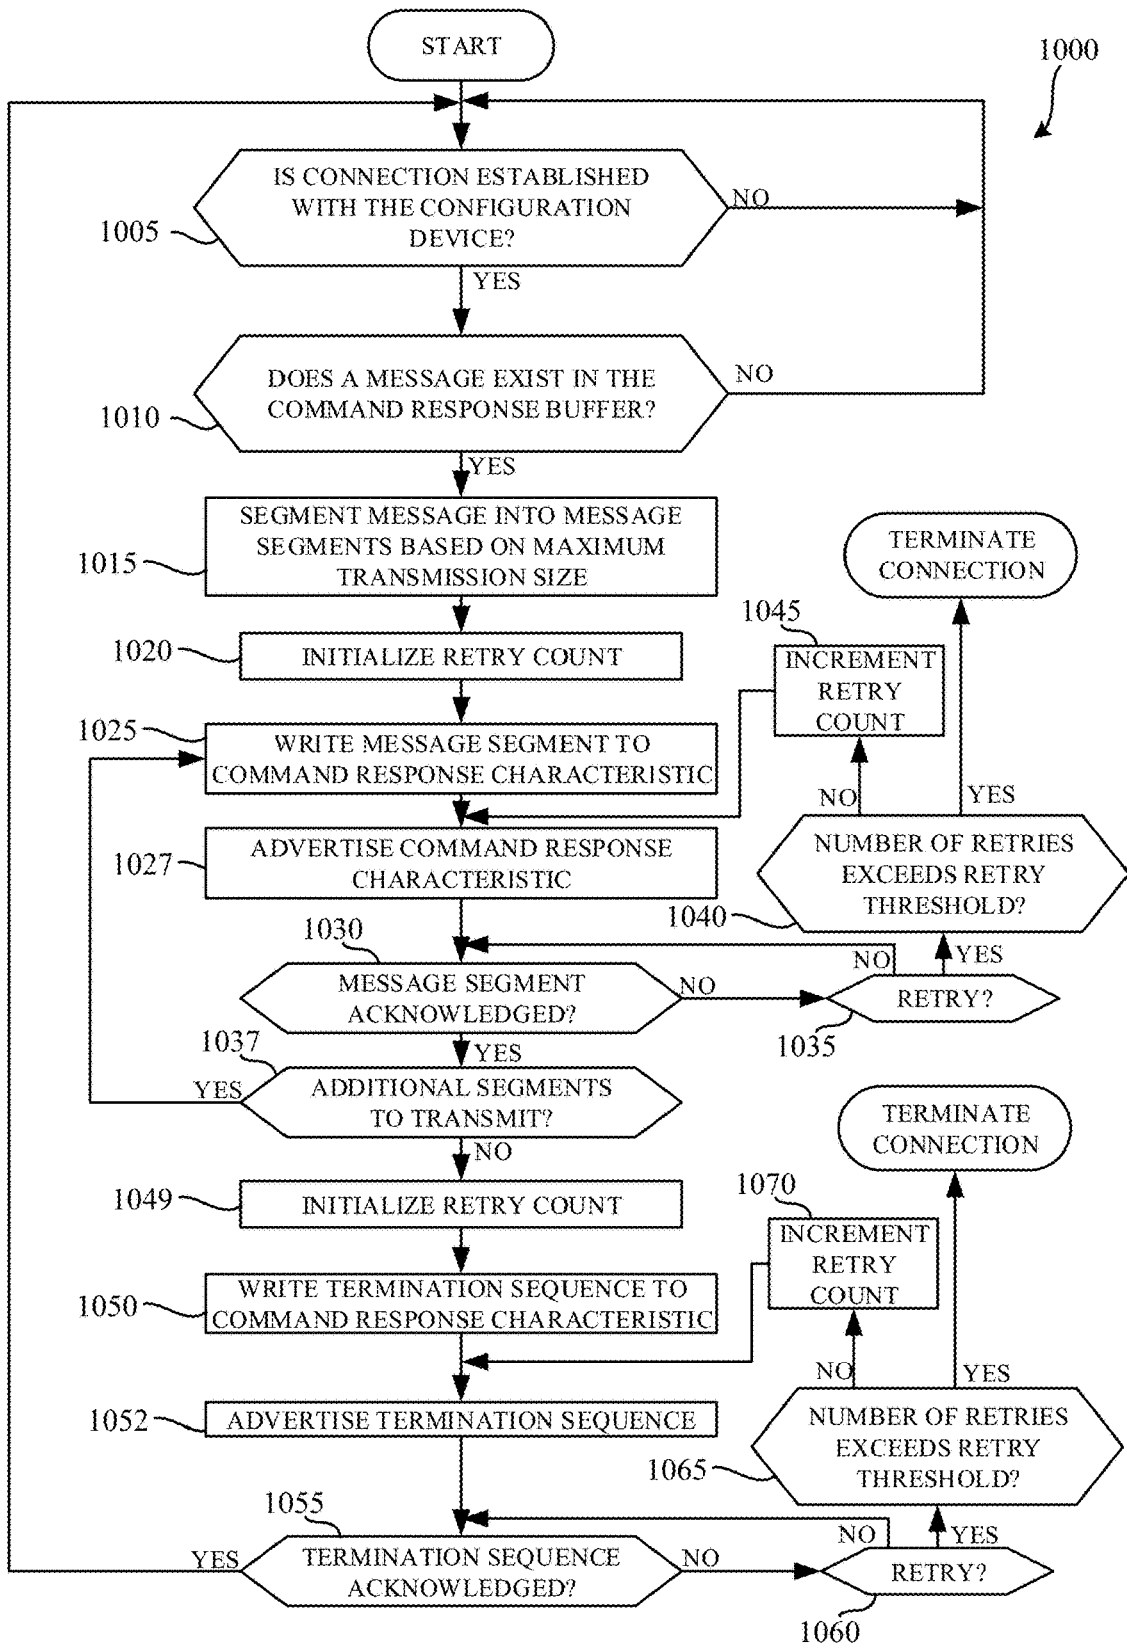 START
1000
IS CONNECTION ESTABLISHED
WITH THE CONFIGURATION
DEVICE?
NO
1005
YES
DOES A MESSAGE EXIST IN THE
COMMAND RESPONSE BUFFER?
NO
1010
YES
SEGMENT MESSAGE INTO MESSAGE
SEGMENTS BASED ON MAXIMUM
TRANSMISSION SIZE
1015
TERMINATE
CONNECTION
1020
INITIALIZE RETRY COUNT
1045
INCREMENT
RETRY
COUNT
1025
WRITE MESSAGE SEGMENT TO
COMMAND RESPONSE CHARACTERISTIC
NO
YES
1027
ADVERTISE COMMAND RESPONSE
CHARACTERISTIC
NUMBER OF RETRIES
EXCEEDS RETRY
THRESHOLD?
1040
1030
NO
YES
MESSAGE SEGMENT
ACKNOWLEDGED?
NO
RETRY?
1035
1037
YES
YES
ADDITIONAL SEGMENTS
TO TRANSMIT?
NO
TERMINATE
CONNECTION
1049
INITIALIZE RETRY COUNT
1070
INCREMENT
RETRY
COUNT
1050
WRITE TERMINATION SEQUENCE TO
COMMAND RESPONSE CHARACTERISTIC
NO
YES
1052
ADVERTISE TERMINATION SEQUENCE
NUMBER OF RETRIES
EXCEEDS RETRY
THRESHOLD?
1065
1055
NO
YES
YES
TERMINATION SEQUENCE
ACKNOWLEDGED?
NO
RETRY?
1060